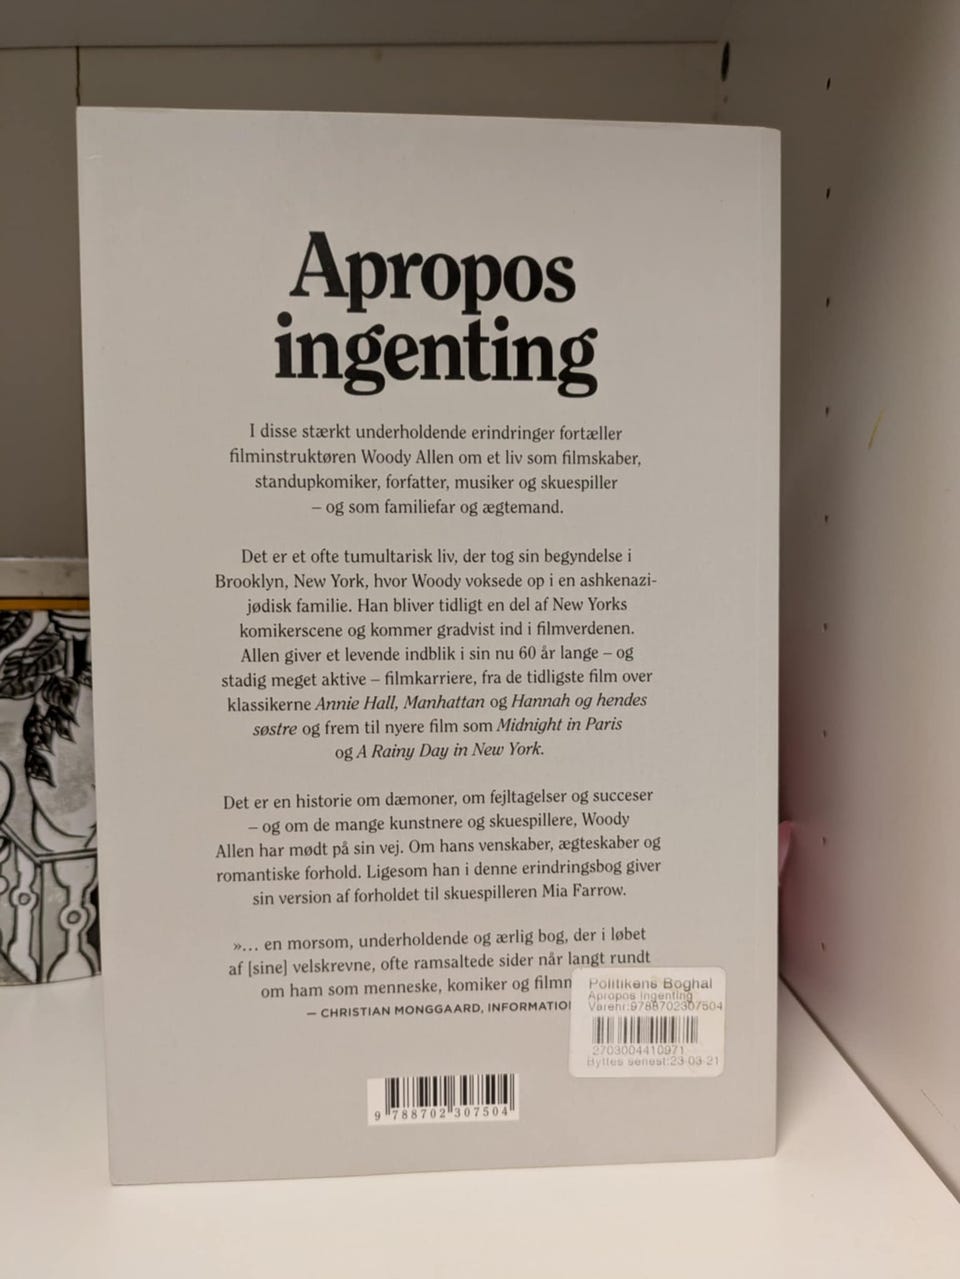 Apropos
ingenting
I disse stærkt underholdende erindringer fortæller
filminstruktøren Woody Allen om et liv som filmskaber,
standupkomiker, forfatter, musiker og skuespiller
– og som familiefar og ægtemand.
Det er et ofte tumultarisk liv, der tog sin begyndelse i
Brooklyn, New York, hvor Woody voksede op i en ashkenazi-
jødisk familie. Han bliver tidligt en del af New Yorks
komikerscene og kommer gradvist ind i filmverdenen.
Allen giver et levende indblik i sin nu 60 år lange – og
stadig meget aktive – filmkarriere, fra de tidligste film over
klassikerne Annie Hall, Manhattan og Hannah og hendes
søstre og frem til nyere film som Midnight in Paris
og A Rainy Day in New York.
Det er en historie om dæmoner, om fejltagelser og succeser
– og om de mange kunstnere og skuespillere, Woody
Allen har mødt på sin vej. Om hans venskaber, ægteskaber og
romantiske forhold. Ligesom han i denne erindringsbog giver
sin version af forholdet til skuespilleren Mia Farrow.
»... en morsom, underholdende og ærlig bog, der i løbet
af [sine] velskrevne, ofte ramsaltede sider når langt rundt
om ham som menneske, komiker og filmn
– CHRISTIAN MONGGAARD, INFORMATIO
Politikens Boghal
Apropos ingenting
Varenr:9788702307504
2703004410971
Byttes senest:23-03-21
9 788702 307504